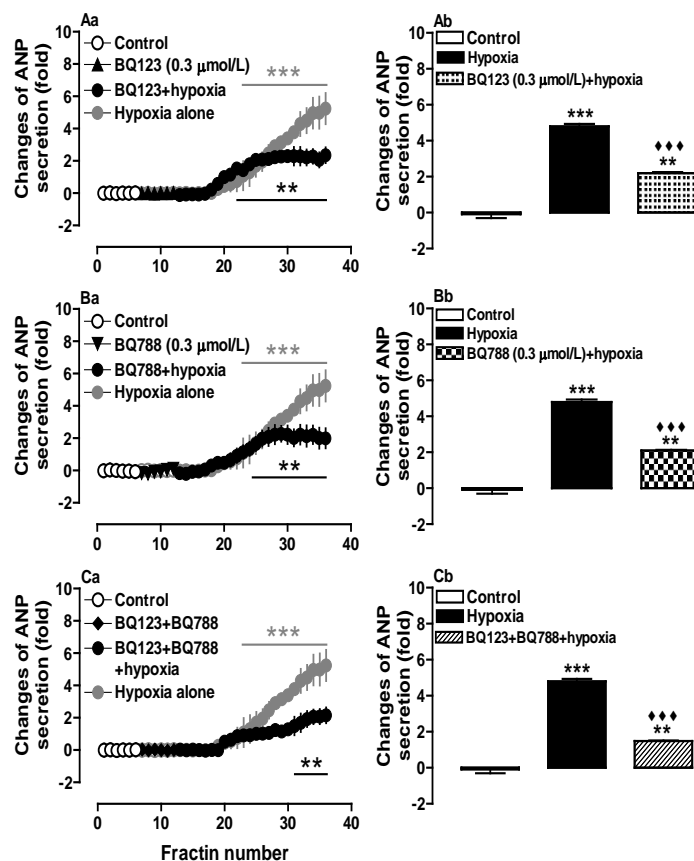 Aa
Changes of ANP
secretion (fold)
Control
BQ123 (0.3 µmol/L)
BQ123+hypoxia
Hypoxia alone
***
**
8
6
4
2
0
-2
0 10 20 30 40
Ab
Changes of ANP
secretion (fold)
Control
Hypoxia
BQ123 (0.3 µmol/L)+hypoxia
***
♦♦♦
**
8
6
4
2
0
-2
Ba
Changes of ANP
secretion (fold)
Control
BQ788 (0.3 µmol/L)
BQ788+hypoxia
Hypoxia alone
***
**
10
8
6
4
2
0
-2
0 10 20 30 40
Bb
Changes of ANP
secretion (fold)
Control
Hypoxia
BQ788 (0.3 µmol/L)+hypoxia
***
♦♦♦
**
10
8
6
4
2
0
-2
Ca
Changes of ANP
secretion (fold)
Control
BQ123+BQ788
BQ123+BQ788
+hypoxia
Hypoxia alone
***
**
10
8
6
4
2
0
-2
0 10 20 30 40
Fractin number
Cb
Changes of ANP
secretion (fold)
Control
Hypoxia
BQ123+BQ788+hypoxia
***
♦♦♦
**
10
8
6
4
2
0
-2